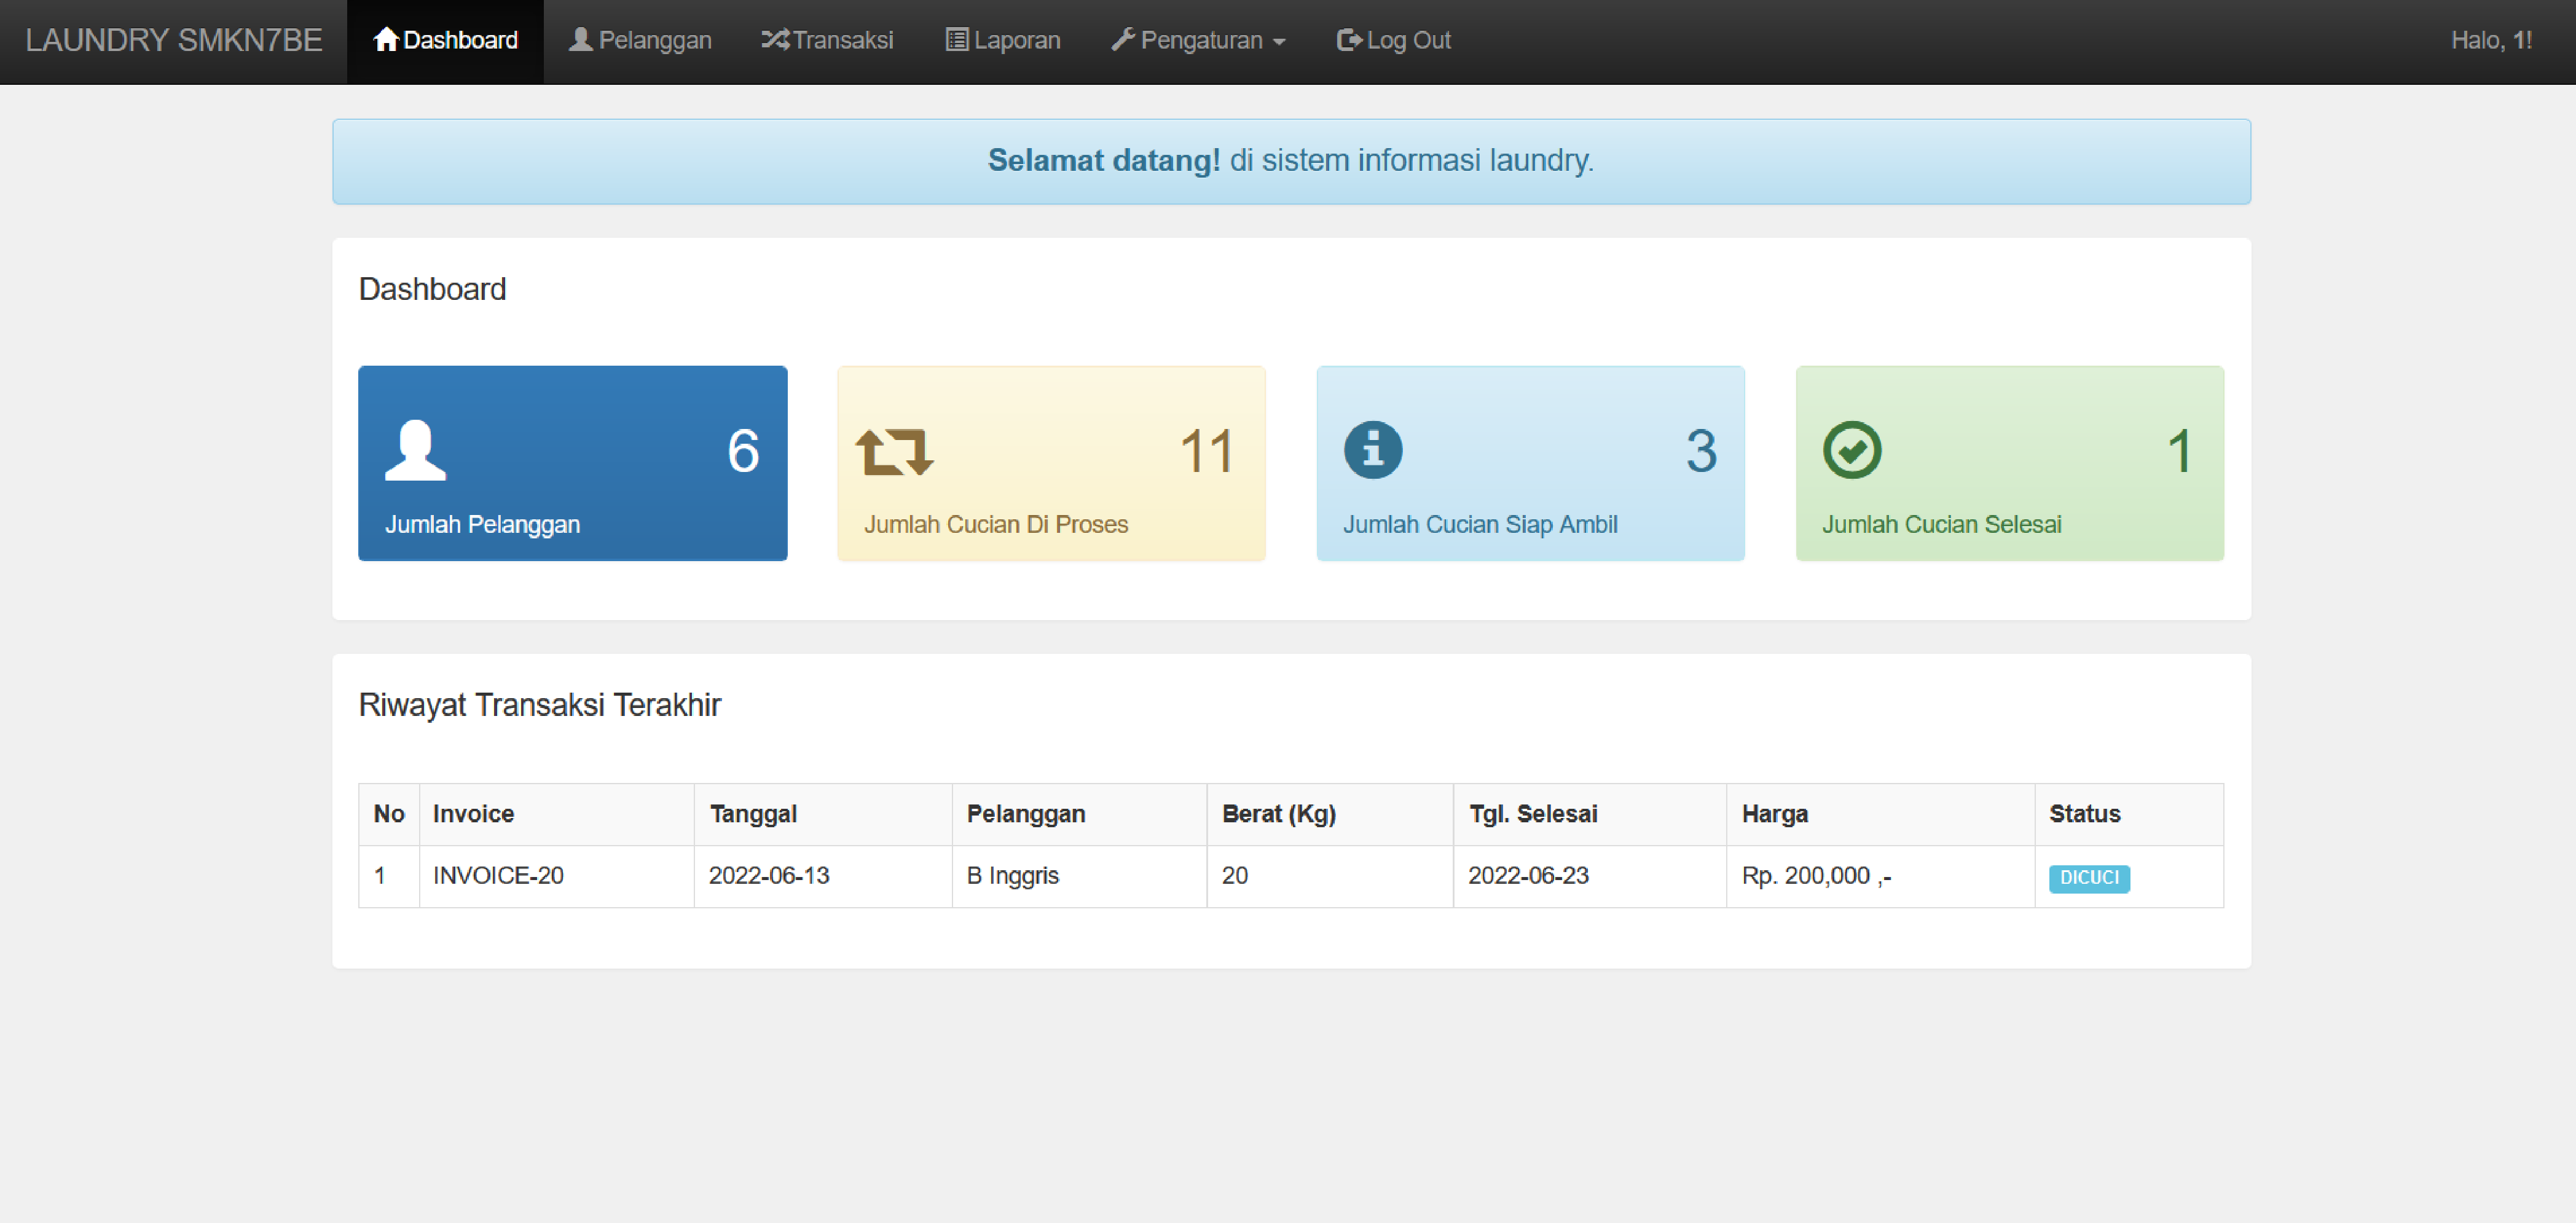 LAUNDRY SMKN7BE Dashboard Pelanggan Transaksi Laporan Pengaturan Log Out Halo, 1!
Selamat datang! di sistem informasi laundry.
Dashboard
6
Jumlah Pelanggan
11
Jumlah Cucian Di Proses
3
Jumlah Cucian Siap Ambil
1
Jumlah Cucian Selesai
Riwayat Transaksi Terakhir
No Invoice Tanggal Pelanggan Berat (Kg) Tgl. Selesai Harga Status
1 INVOICE-20 2022-06-13 B Inggris 20 2022-06-23 Rp. 200,000 ,- DICUCI